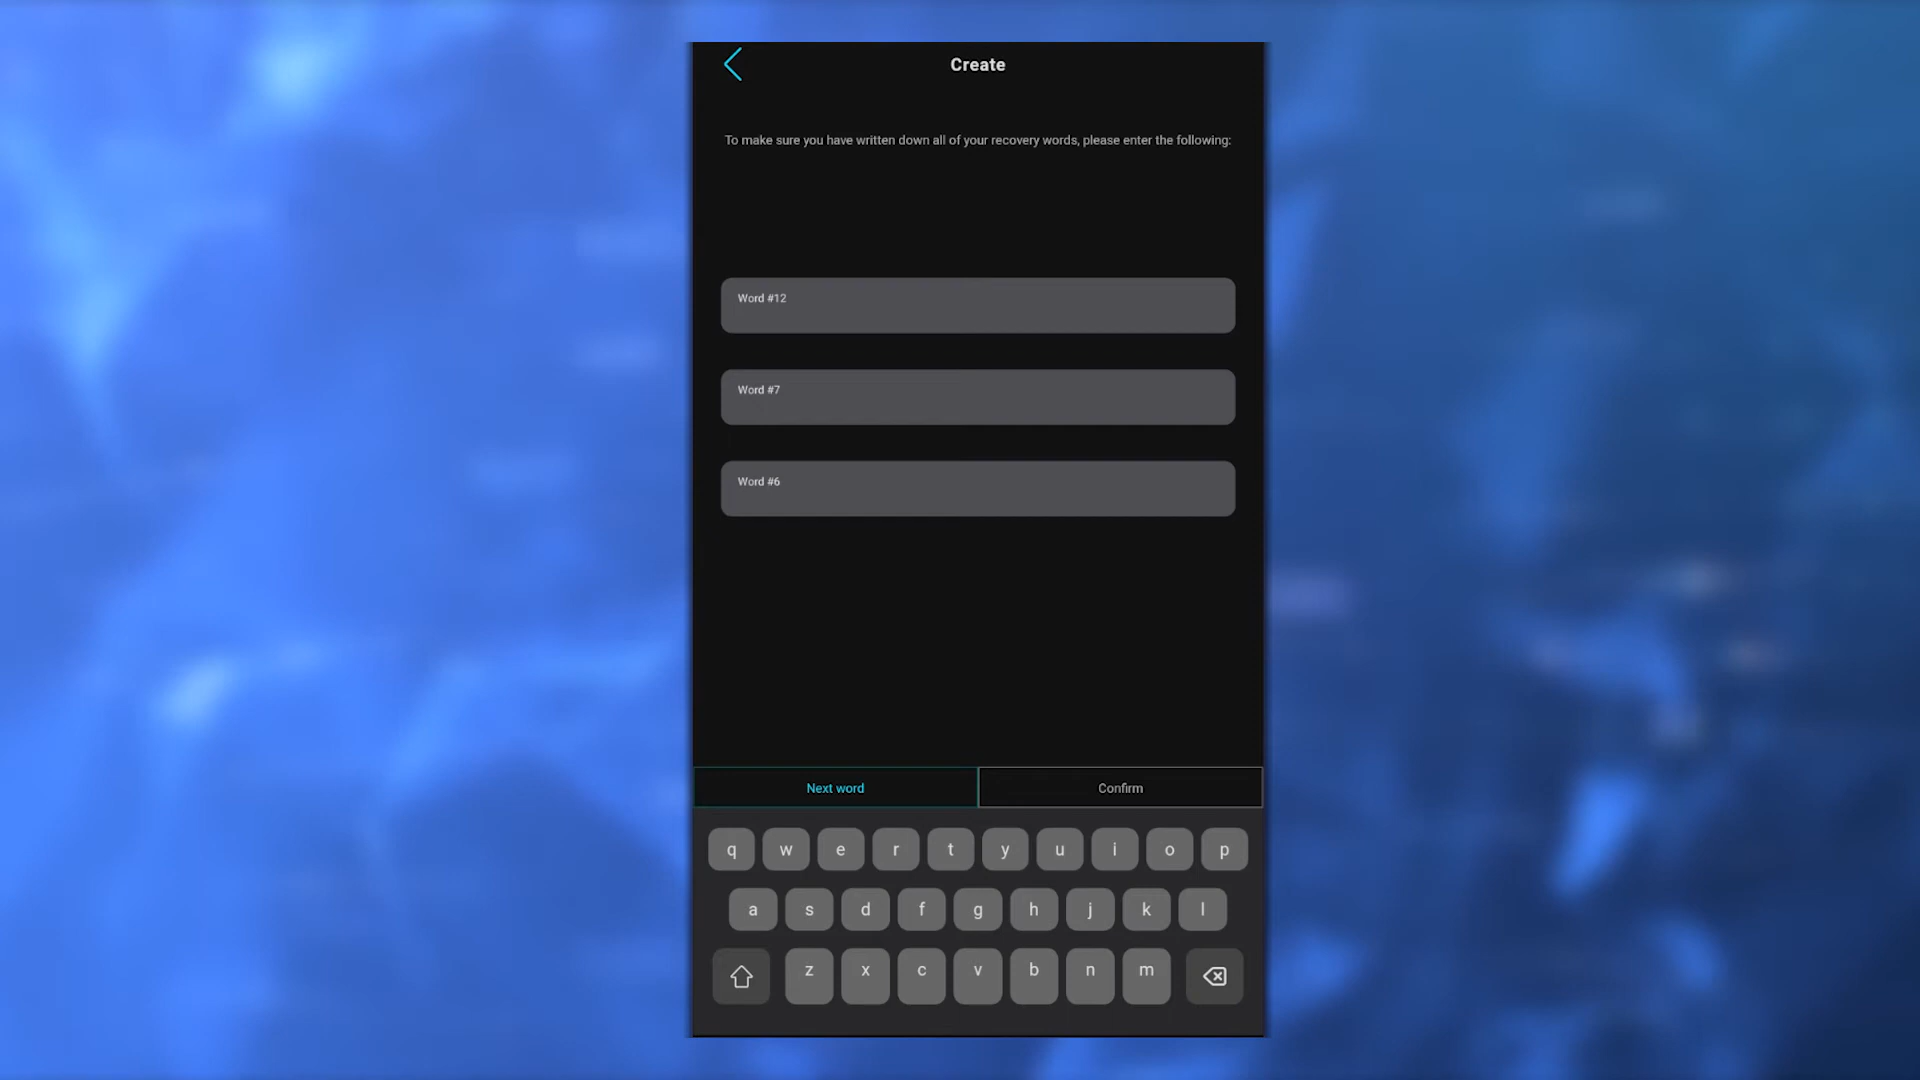 Create
To make sure you have written down all of your recovery words, please enter the following:
Word #12
Word #7
Word #6
Next word Confirm
q w e r t y u i o p
a s d f g h j k l
z x c v b n m